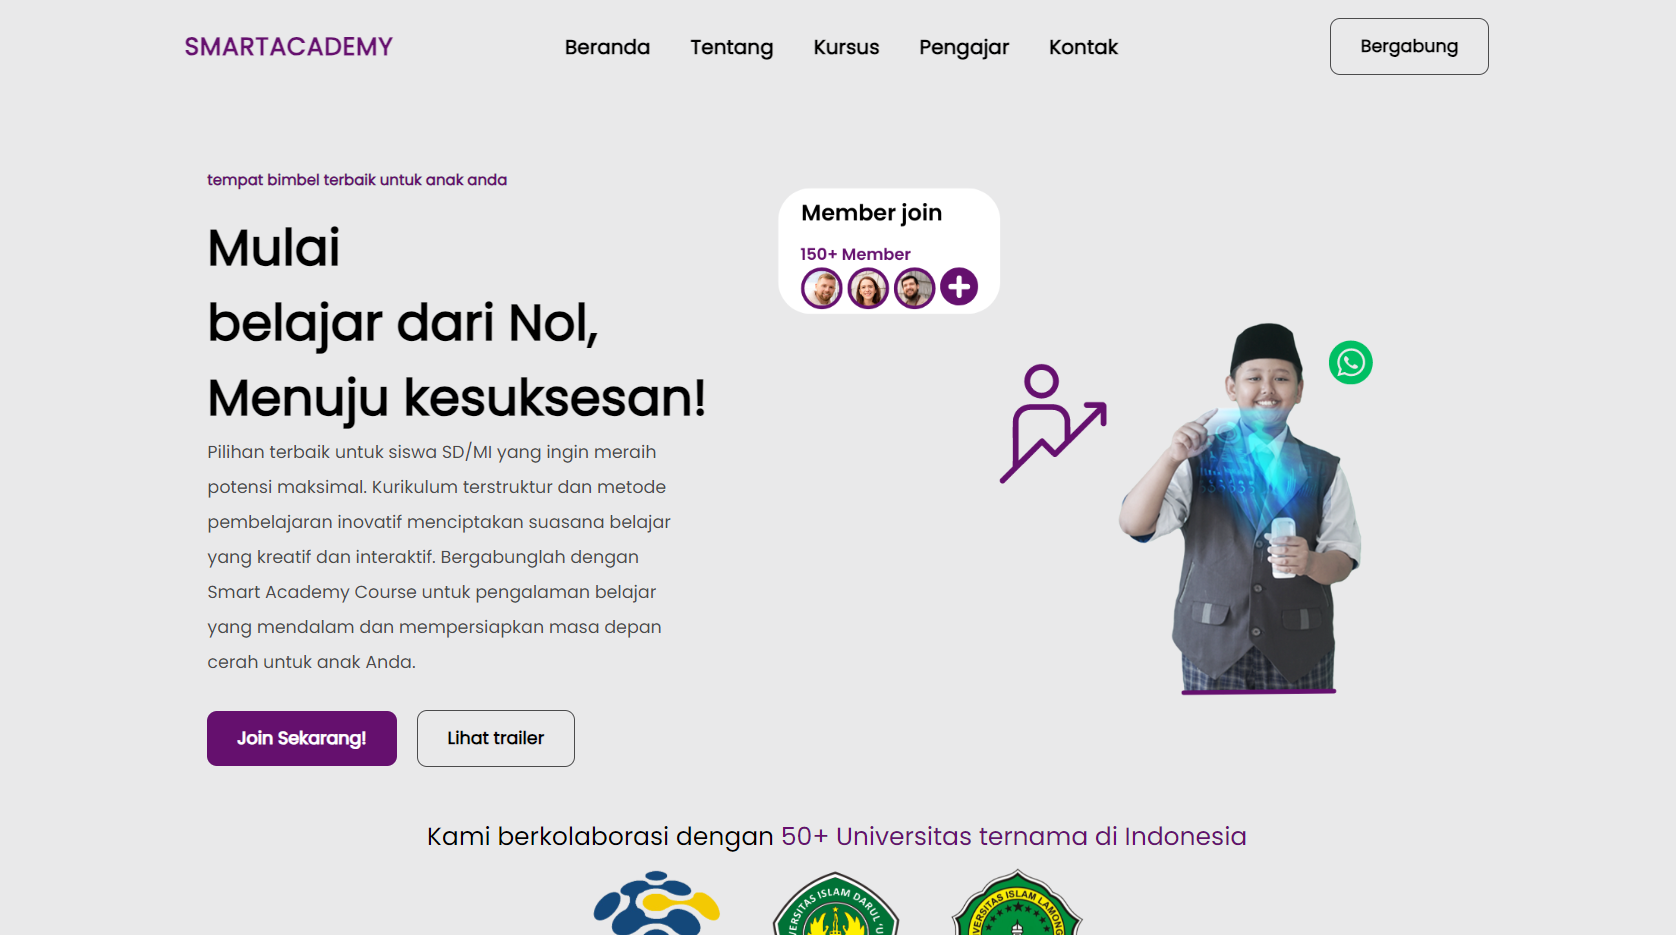 SMARTACADEMY
Beranda
Tentang
Kursus
Pengajar
Kontak
Bergabung
tempat bimbel terbaik untuk anak anda
Mulai
belajar dari Nol,
Menuju kesuksesan!
Pilihan terbaik untuk siswa SD/MI yang ingin meraih
potensi maksimal. Kurikulum terstruktur dan metode
pembelajaran inovatif menciptakan suasana belajar
yang kreatif dan interaktif. Bergabunglah dengan
Smart Academy Course untuk pengalaman belajar
yang mendalam dan mempersiapkan masa depan
cerah untuk anak Anda.
Join Sekarang!
Lihat trailer
Member join
150+ Member
Kami berkolaborasi dengan 50+ Universitas ternama di Indonesia
ISLAM DARUL
ISLAM